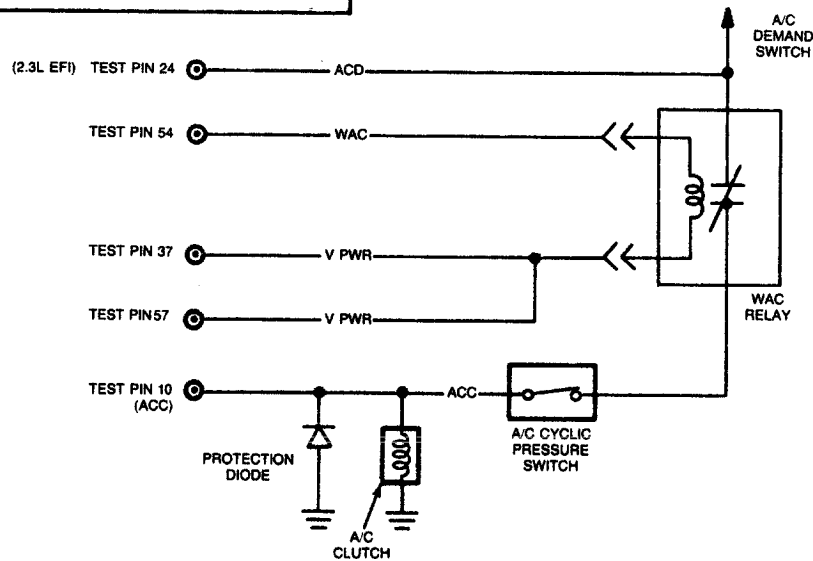 A/C
DEMAND
SWITCH
(2.3L EFI) TEST PIN 24 ACD
TEST PIN 54 WAC
TEST PIN 37 V PWR
TEST PIN57 V PWR
WAC
RELAY
TEST PIN 10 ACC
(ACC)
A/C CYCLIC
PRESSURE
SWITCH
PROTECTION
DIODE
A/C
CLUTCH